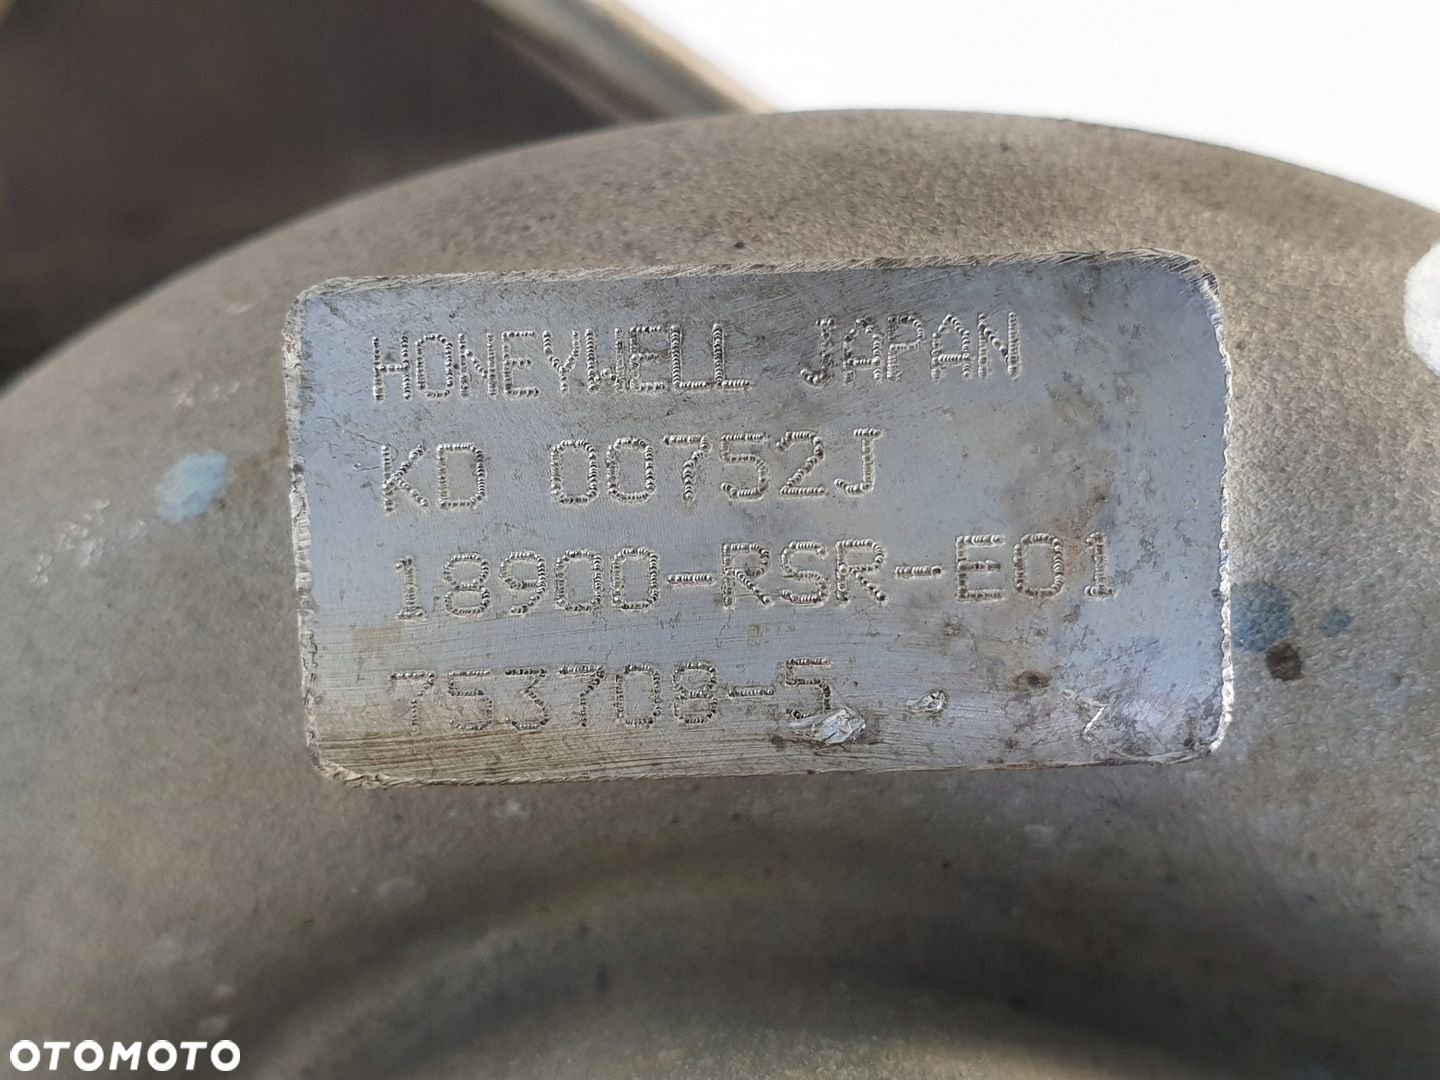 HONEYWELL JAPAN
KD 00752J
18900-RSR-E01
753708-5
OTOMOTO